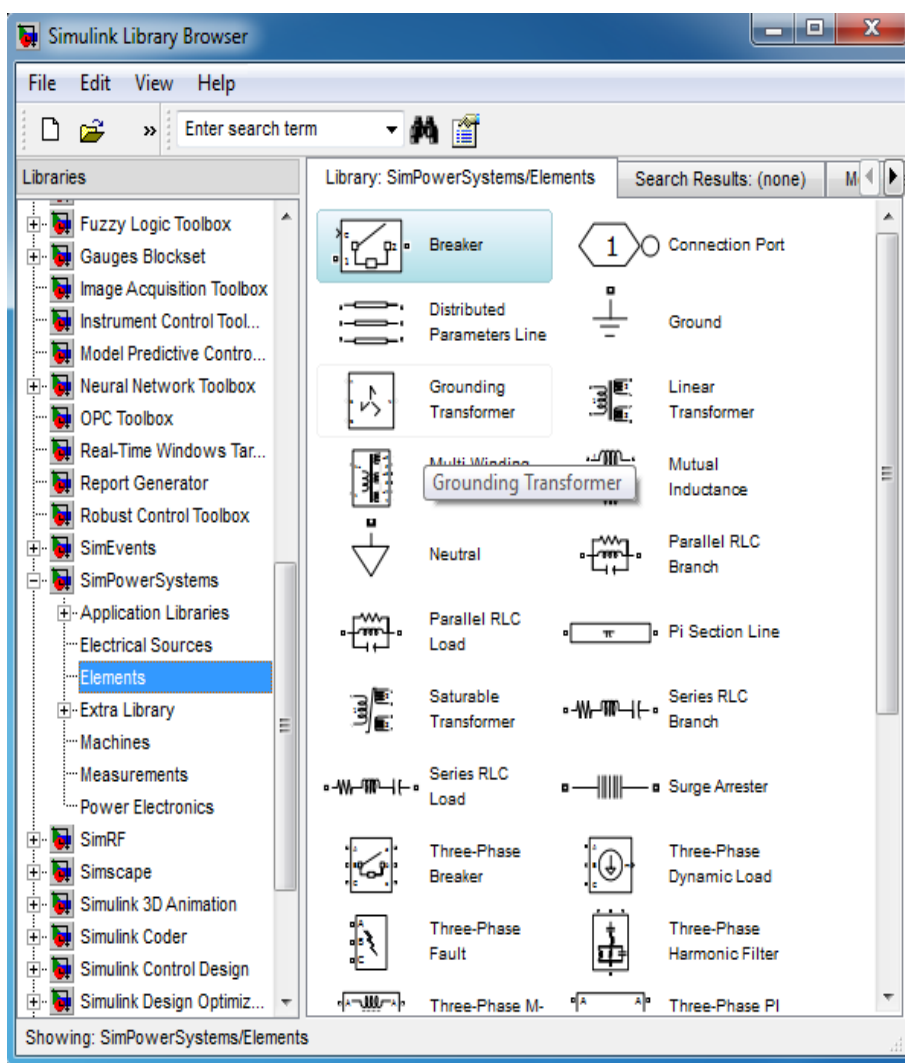 Simulink Library Browser
File Edit View Help
» Enter search term
Libraries
Library: SimPowerSystems/Elements
Search Results: (none)
Fuzzy Logic Toolbox
Gauges Blockset
Image Acquisition Toolbox
Instrument Control Tool...
Model Predictive Contro...
Neural Network Toolbox
OPC Toolbox
Real-Time Windows Tar...
Report Generator
Robust Control Toolbox
SimEvents
SimPowerSystems
Application Libraries
Electrical Sources
Elements
Extra Library
Machines
Measurements
Power Electronics
SimRF
Simscape
Simulink 3D Animation
Simulink Coder
Simulink Control Design
Simulink Design Optimiz...
Breaker
1
Connection Port
Distributed
Parameters Line
Ground
Grounding
Transformer
Linear
Transformer
Multi Winding
Grounding Transformer
Mutual
Inductance
Neutral
Parallel RLC
Branch
Parallel RLC
Load
Pi Section Line
Saturable
Transformer
Series RLC
Branch
Series RLC
Load
Surge Arrester
Three-Phase
Breaker
Three-Phase
Dynamic Load
Three-Phase
Fault
Three-Phase
Harmonic Filter
Three-Phase M-
Three-Phase PI
Showing: SimPowerSystems/Elements